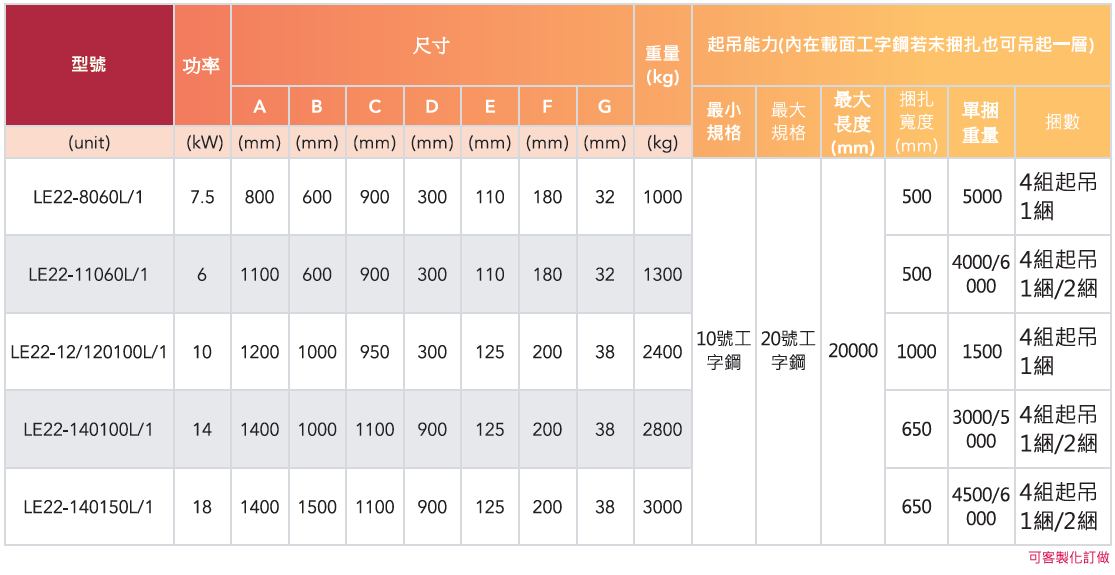 型號 功率 尺寸 重量(kg) 起吊能力(內在載面工字鋼若未捆扎也可吊起一層)
A B C D E F G 最小規格 最大規格 最大長度(mm) 捆扎寬度(mm) 單捆重量 捆數
(unit) (kW) (mm) (mm) (mm) (mm) (mm) (mm) (mm) (kg)
LE22-8060L/1 7.5 800 600 900 300 110 180 32 1000 500 5000 4組起吊1綑
LE22-11060L/1 6 1100 600 900 300 110 180 32 1300 500 4000/6000 4組起吊1綑/2綑
LE22-12/120100L/1 10 1200 1000 950 300 125 200 38 2400 10號工字鋼 20號工字鋼 20000 1000 1500 4組起吊1綑
LE22-140100L/1 14 1400 1000 1100 900 125 200 38 2800 650 3000/5000 4組起吊1綑/2綑
LE22-140150L/1 18 1400 1500 1100 900 125 200 38 3000 650 4500/6000 4組起吊1綑/2綑
可客製化訂做